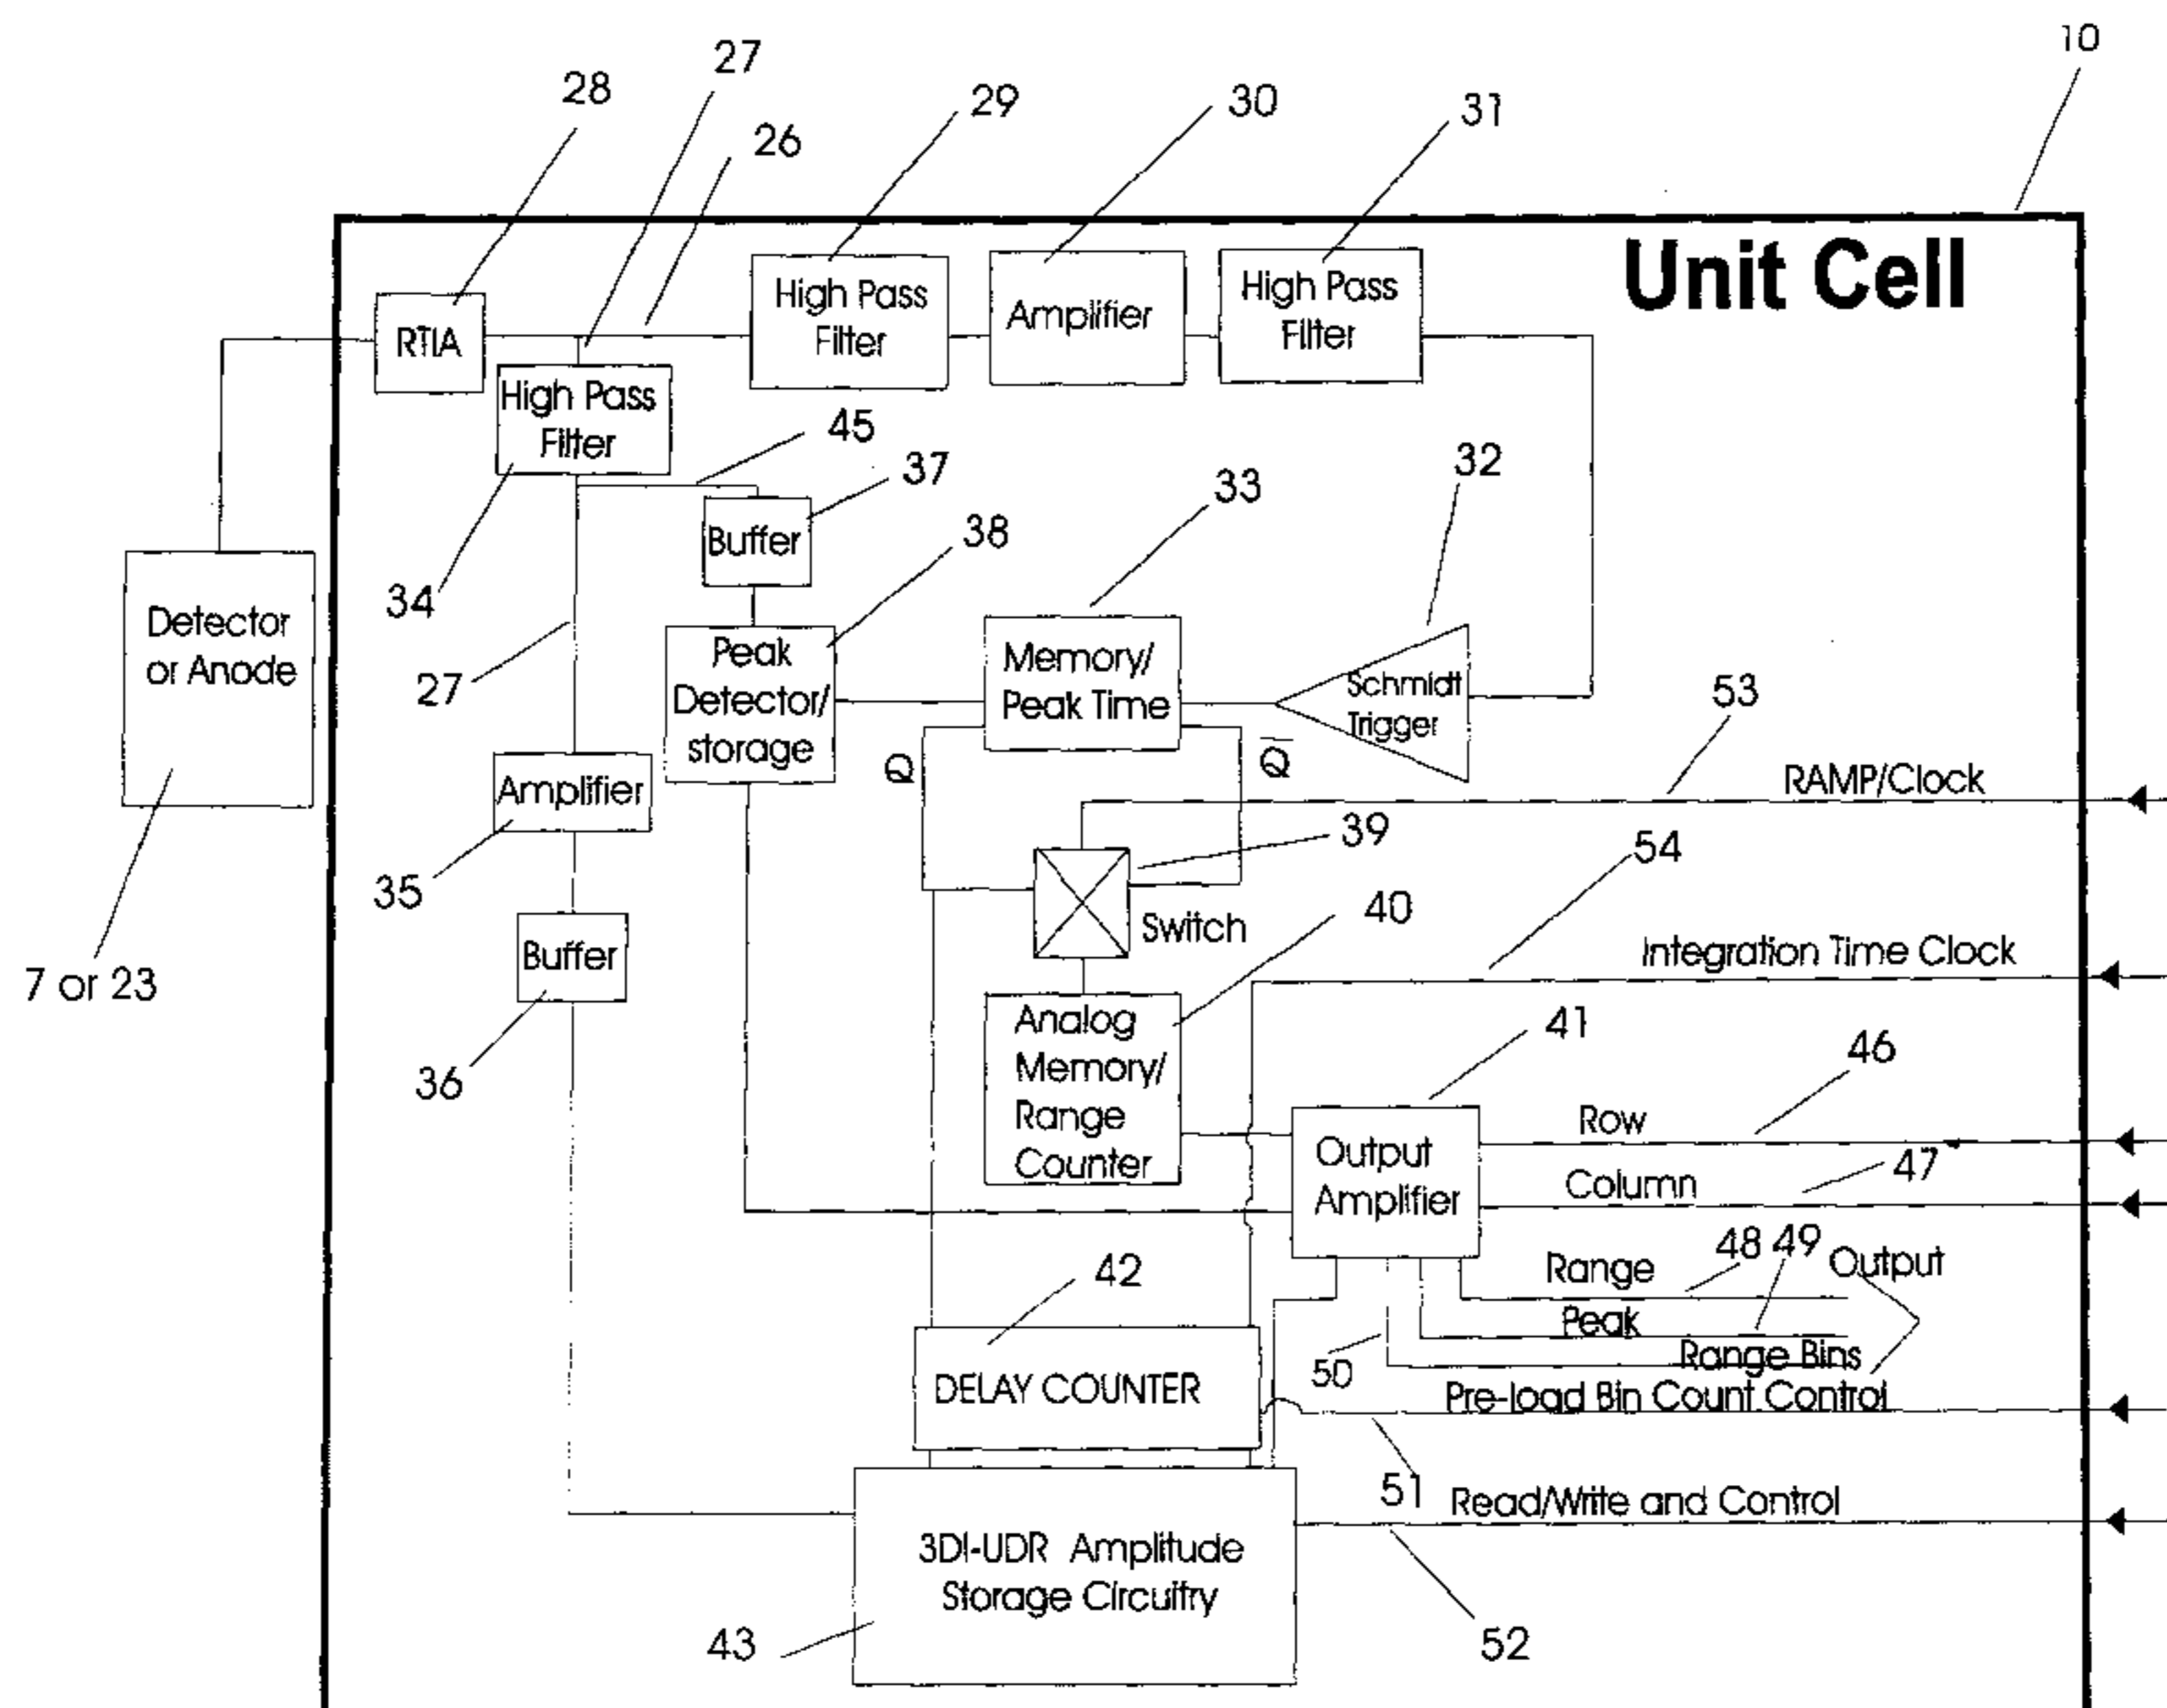 10
27
28
29
30
31
26
Unit Cell
High Pass
Filter
Amplifier
High Pass
Filter
RTIA
High Pass
Filter
45
37
32
33
38
Buffer
34
Detector
or Anode
Peak
Detector/
storage
Memory/
Peak Time
Schmidt
Trigger
27
53
Q
Q̅
RAMP/Clock
Amplifier
39
54
35
40
Switch
Buffer
Integration Time Clock
7 or 23
Analog
Memory/
Range
Counter
41
46
36
Row
Output
Amplifier
47
Column
48 49 Output
42
Range
Peak
Range Bins
50
DELAY COUNTER
Pre-load Bin Count Control
51
Read/Write and Control
3DI-UDR Amplitude
Storage Circuitry
43
52